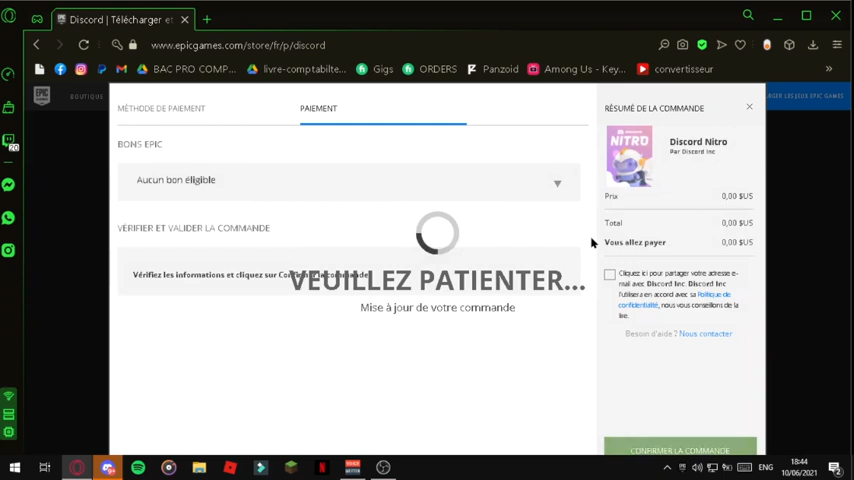 Discord | Télécharger et
www.epicgames.com/store/fr/p/discord
BAC PRO COMP...
livre-comptabilté...
Gigs
ORDERS
Panzoid
Among Us - Key...
convertisseur
»
BOUTIQUE
MÉTHODE DE PAIEMENT
PAIEMENT
RÉSUMÉ DE LA COMMANDE
NITRO
Discord Nitro
Par Discord Inc
BONS EPIC
Aucun bon éligible
Prix 0,00 $US
Total 0,00 $US
Vous allez payer 0,00 $US
VÉRIFIER ET VALIDER LA COMMANDE
Vérifiez les informations et cliquez sur Confirmez la commande
VEUILLEZ PATIENTER...
Mise à jour de votre commande
Cliquez ici pour partager votre adresse e-
mail avec Discord Inc Discord Inc
l'utilisera en accord avec sa Politique de
confidentialité, nous vous conseillons de la
lire.
Besoin d'aide ? Nous contacter
CONFIRMER LA COMMANDE
20
ENG
18:44
10/06/2021